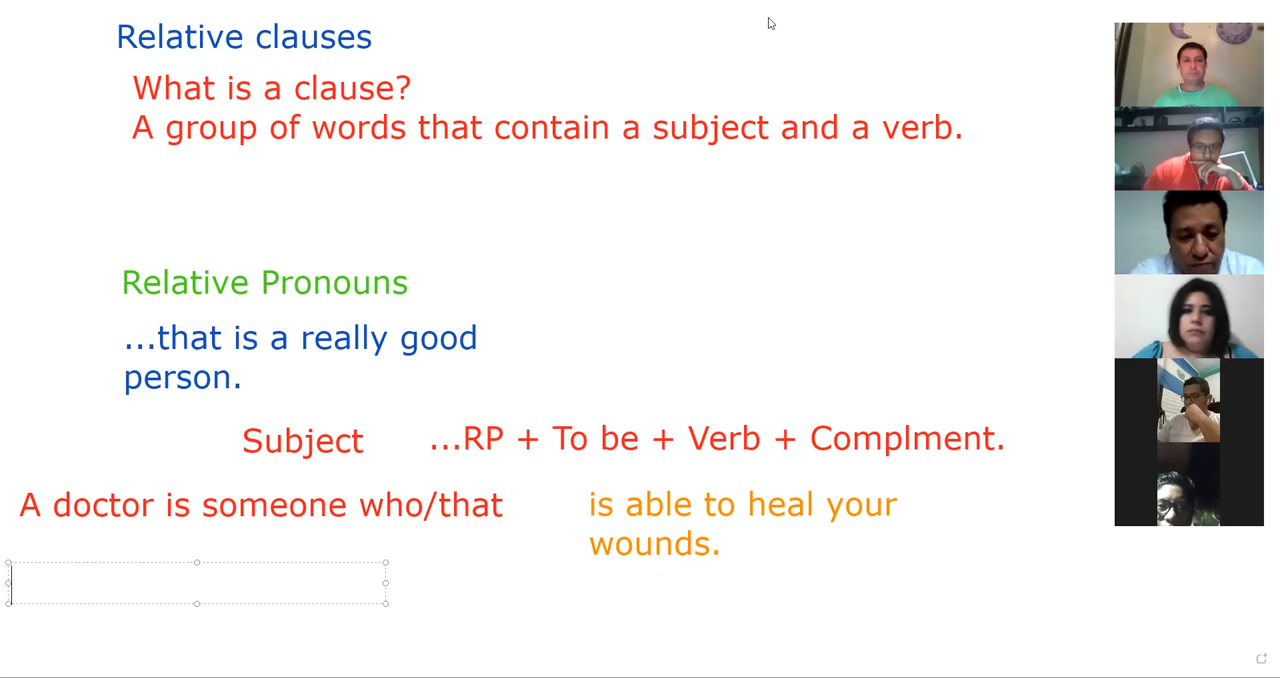 Relative clauses
What is a clause?
A group of words that contain a subject and a verb.
Relative Pronouns
...that is a really good
person.
Subject ...RP + To be + Verb + Complment.
A doctor is someone who/that is able to heal your
wounds.